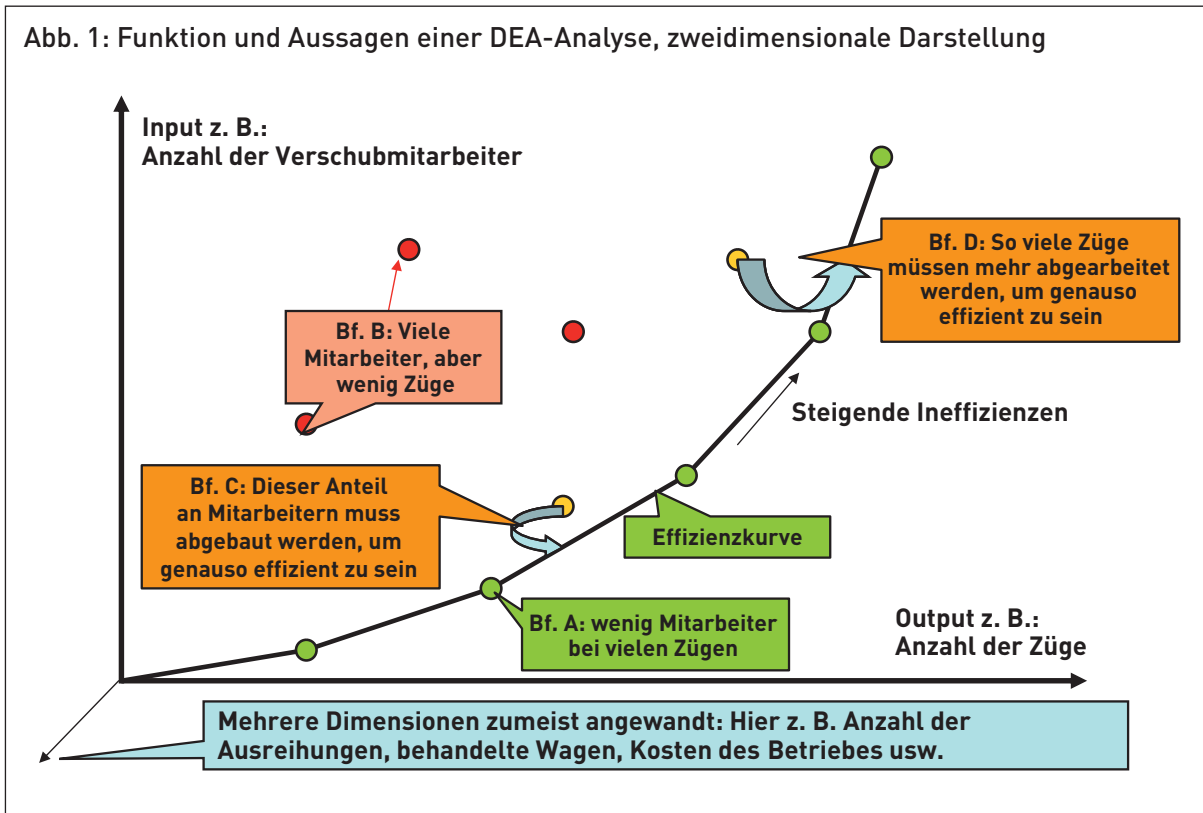 Abb. 1: Funktion und Aussagen einer DEA-Analyse, zweidimensionale Darstellung
Input z. B.:
Anzahl der Verschubmitarbeiter
Bf. D: So viele Züge
müssen mehr abgearbeitet
werden, um genauso
effizient zu sein
Bf. B: Viele
Mitarbeiter, aber
wenig Züge
Steigende Ineffizienzen
Bf. C: Dieser Anteil
an Mitarbeitern muss
abgebaut werden, um
genauso effizient zu sein
Effizienzkurve
Bf. A: wenig Mitarbeiter
bei vielen Zügen
Output z. B.:
Anzahl der Züge
Mehrere Dimensionen zumeist angewandt: Hier z. B. Anzahl der
Ausreihungen, behandelte Wagen, Kosten des Betriebes usw.